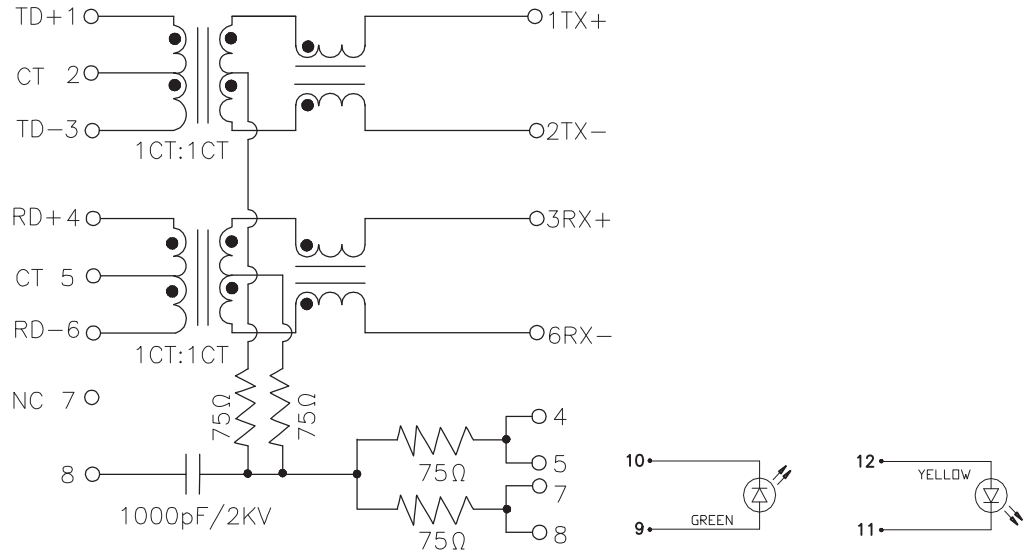 TD+1
1TX+
CT 2
TD-3
2TX-
1CT:1CT
RD+4
3RX+
CT 5
RD-6
6RX-
1CT:1CT
NC 7
75Ω
75Ω
4
8
75Ω
5
1000pF/2KV
7
75Ω
8
10
GREEN
9
12
YELLOW
11